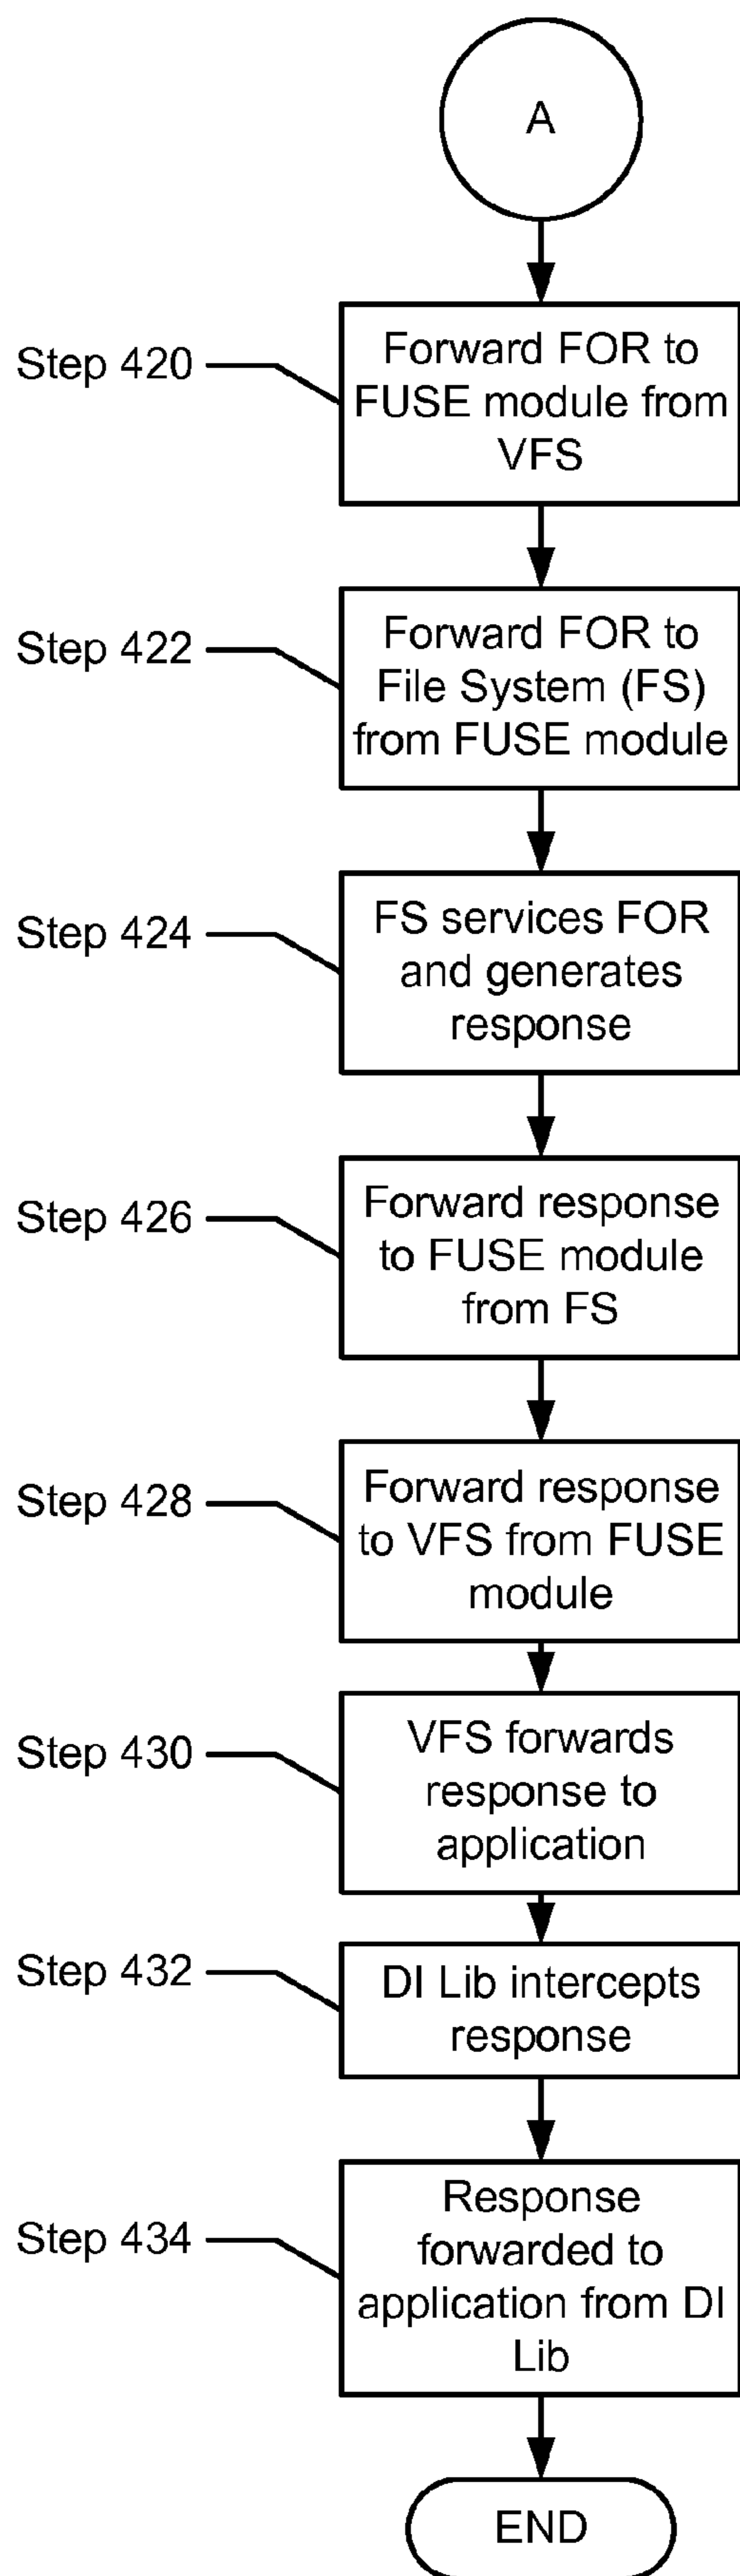 A
Step 420
Forward FOR to
FUSE module from
VFS
Step 422
Forward FOR to
File System (FS)
from FUSE module
Step 424
FS services FOR
and generates
response
Step 426
Forward response
to FUSE module
from FS
Step 428
Forward response
to VFS from FUSE
module
Step 430
VFS forwards
response to
application
Step 432
DI Lib intercepts
response
Step 434
Response
forwarded to
application from DI
Lib
END